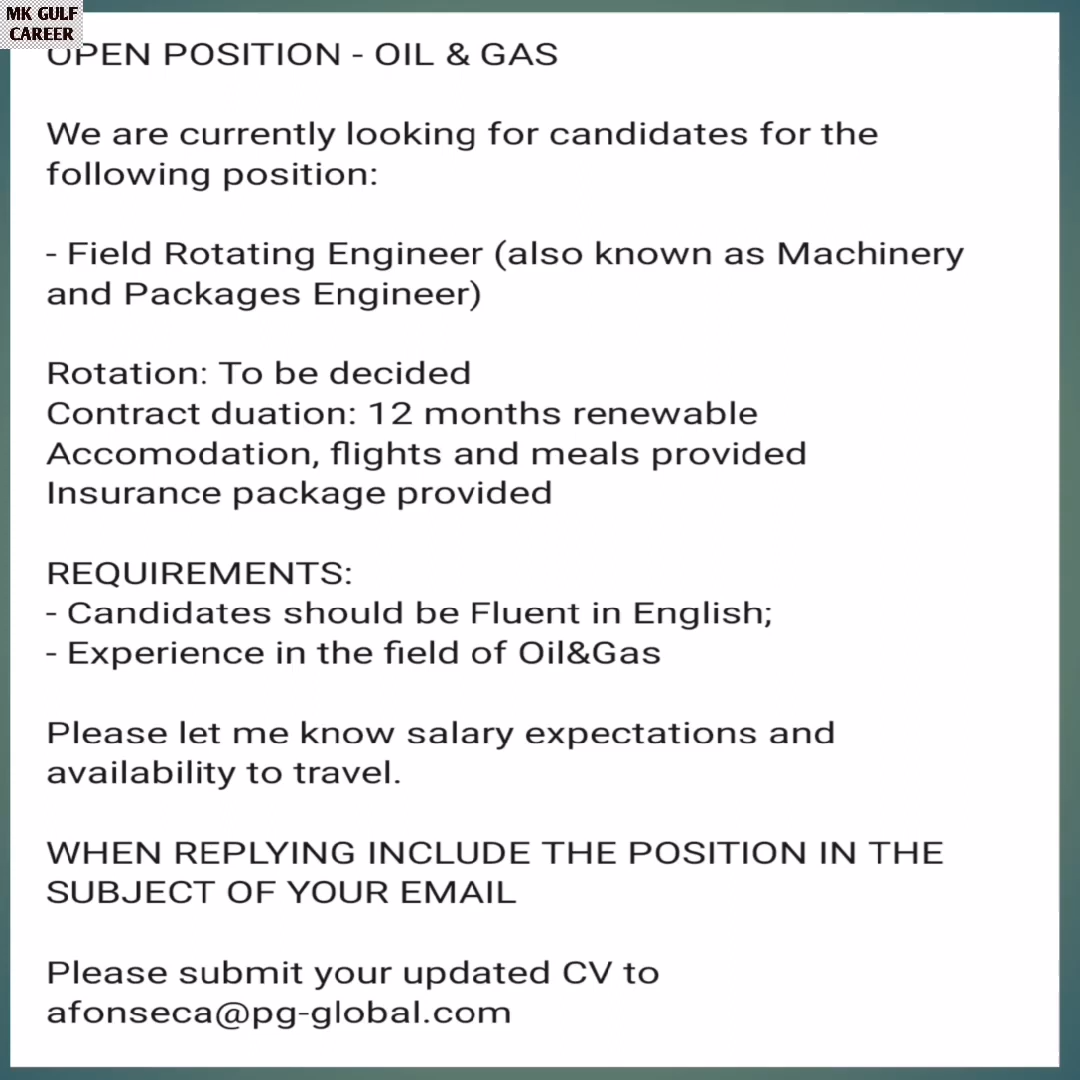 MK GULF
CAREER
OPEN POSITION - OIL & GAS
We are currently looking for candidates for the
following position:
- Field Rotating Engineer (also known as Machinery
and Packages Engineer)
Rotation: To be decided
Contract duation: 12 months renewable
Accomodation, flights and meals provided
Insurance package provided
REQUIREMENTS:
- Candidates should be Fluent in English;
- Experience in the field of Oil&Gas
Please let me know salary expectations and
availability to travel.
WHEN REPLYING INCLUDE THE POSITION IN THE
SUBJECT OF YOUR EMAIL
Please submit your updated CV to
afonseca@pg-global.com